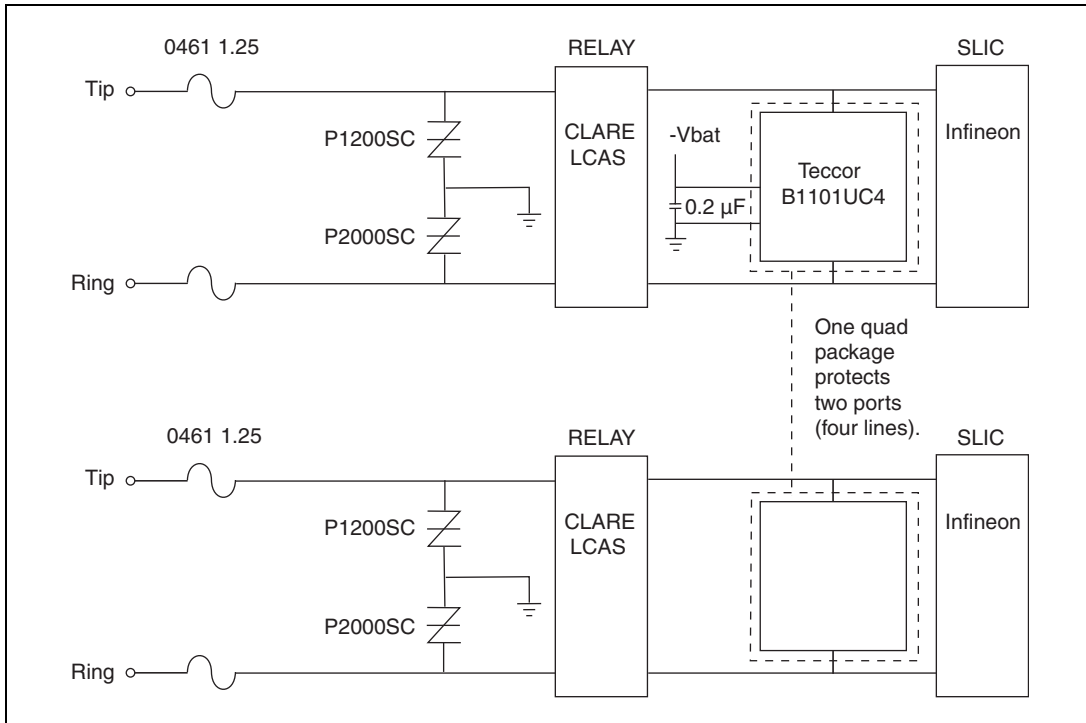 0461 1.25
RELAY
SLIC
Tip
P1200SC
CLARE
LCAS
-Vbat
0.2 µF
Teccor
B1101UC4
Infineon
P2000SC
Ring
One quad
package
protects
two ports
(four lines).
0461 1.25
RELAY
SLIC
Tip
P1200SC
CLARE
LCAS
Infineon
P2000SC
Ring